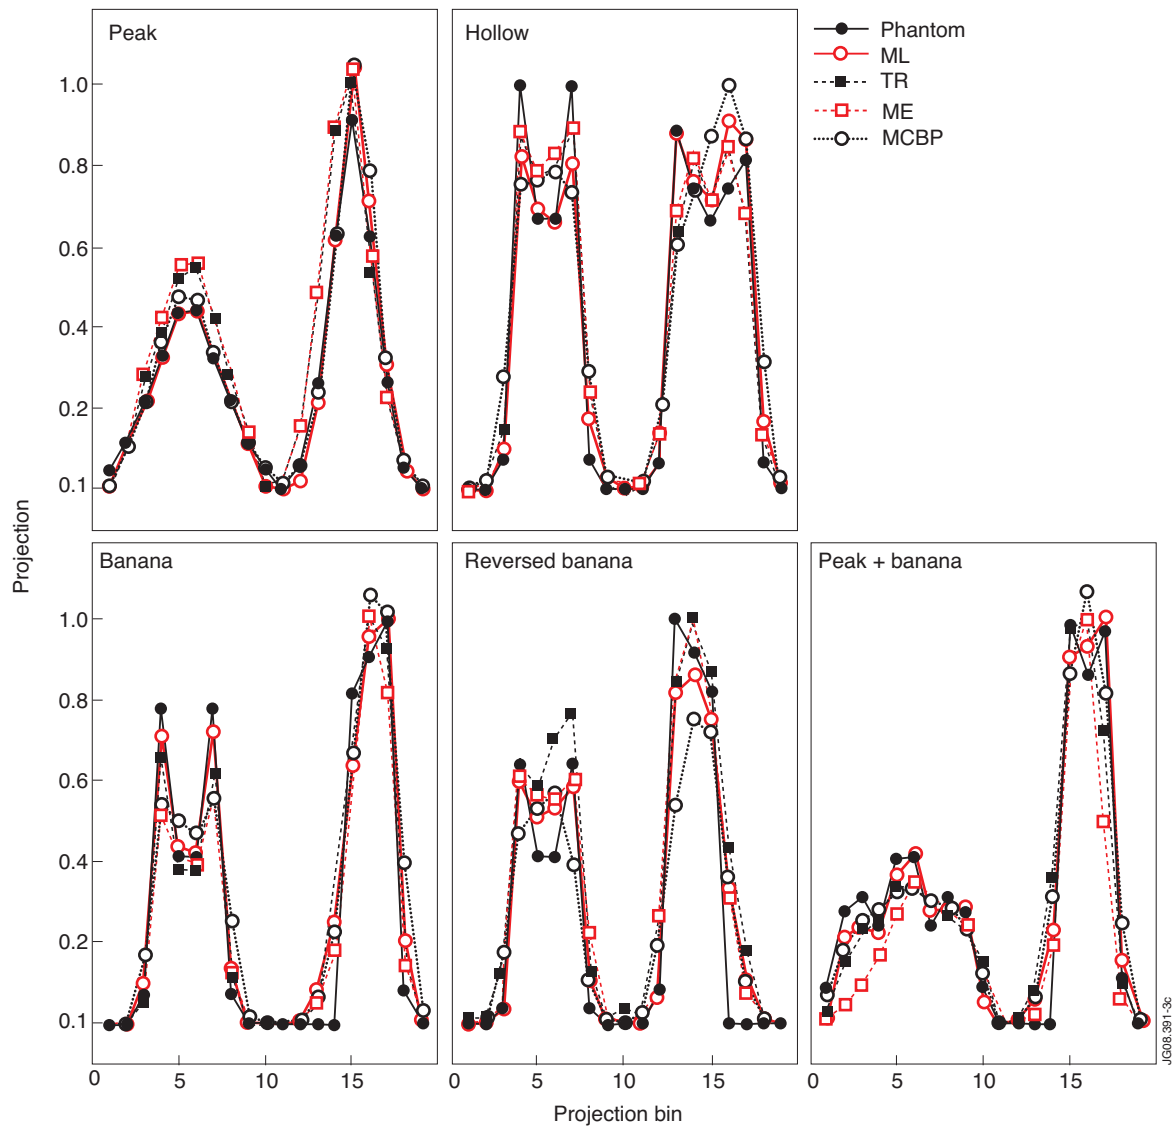 Peak
Hollow
Phantom
ML
TR
ME
MCBP
1.0
0.8
0.6
0.4
0.2
0.1
Projection
Banana
Reversed banana
Peak + banana
1.0
0.8
0.6
0.4
0.2
0.1
0 5 10 15
0 5 10 15
0 5 10 15
Projection bin
JG08.391-3c